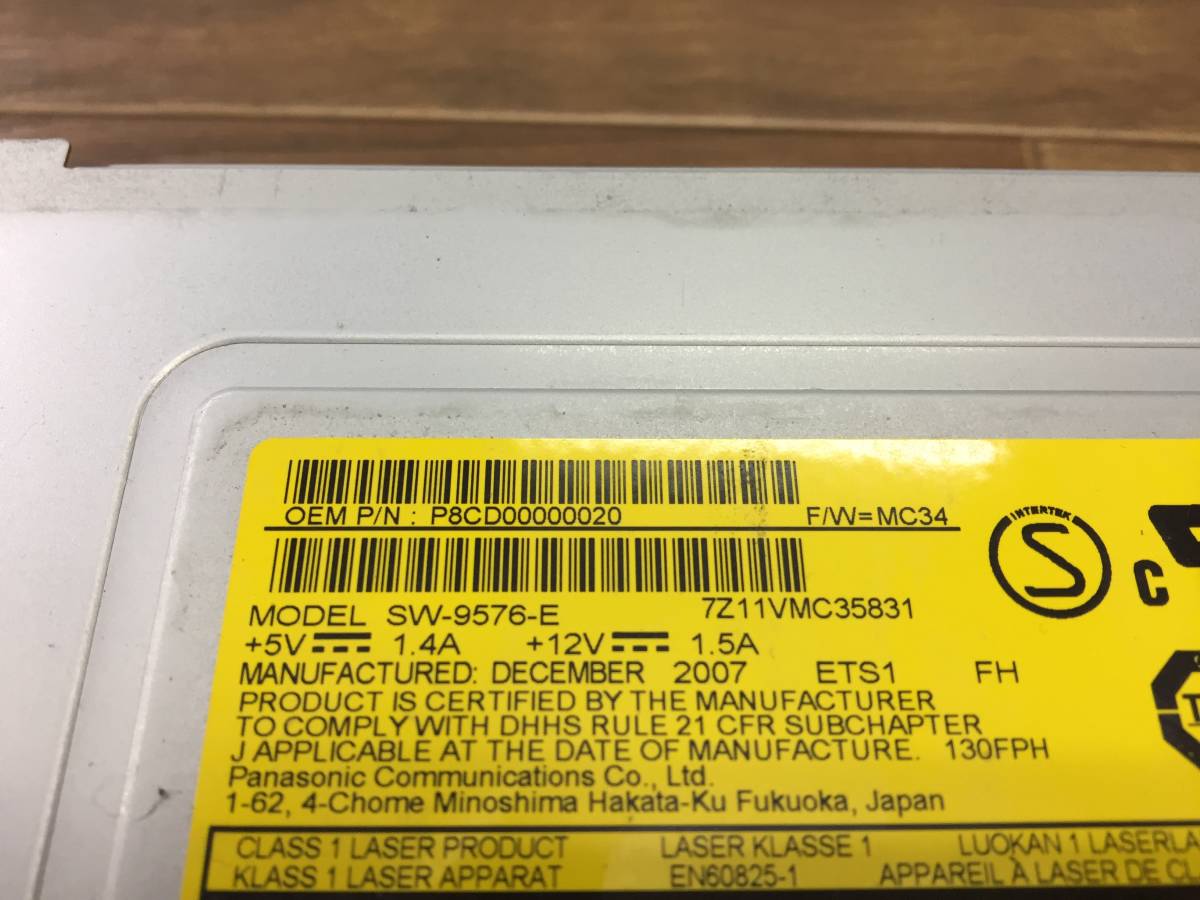 OEM P/N : P8CD00000020 F/W=MC34
INTERTEK
S
C
MODEL SW-9576-E 7Z11VMC35831
+5V 1.4A +12V 1.5A
MANUFACTURED: DECEMBER 2007 ETS1 FH
PRODUCT IS CERTIFIED BY THE MANUFACTURER
TO COMPLY WITH DHHS RULE 21 CFR SUBCHAPTER
J APPLICABLE AT THE DATE OF MANUFACTURE. 130FPH
Panasonic Communications Co., Ltd.
1-62, 4-Chome Minoshima Hakata-Ku Fukuoka, Japan
CLASS 1 LASER PRODUCT LASER KLASSE 1 LUOKAN 1 LASERLA
KLASS 1 LASER APPARAT EN60825-1 APPAREIL À LASER DE CL